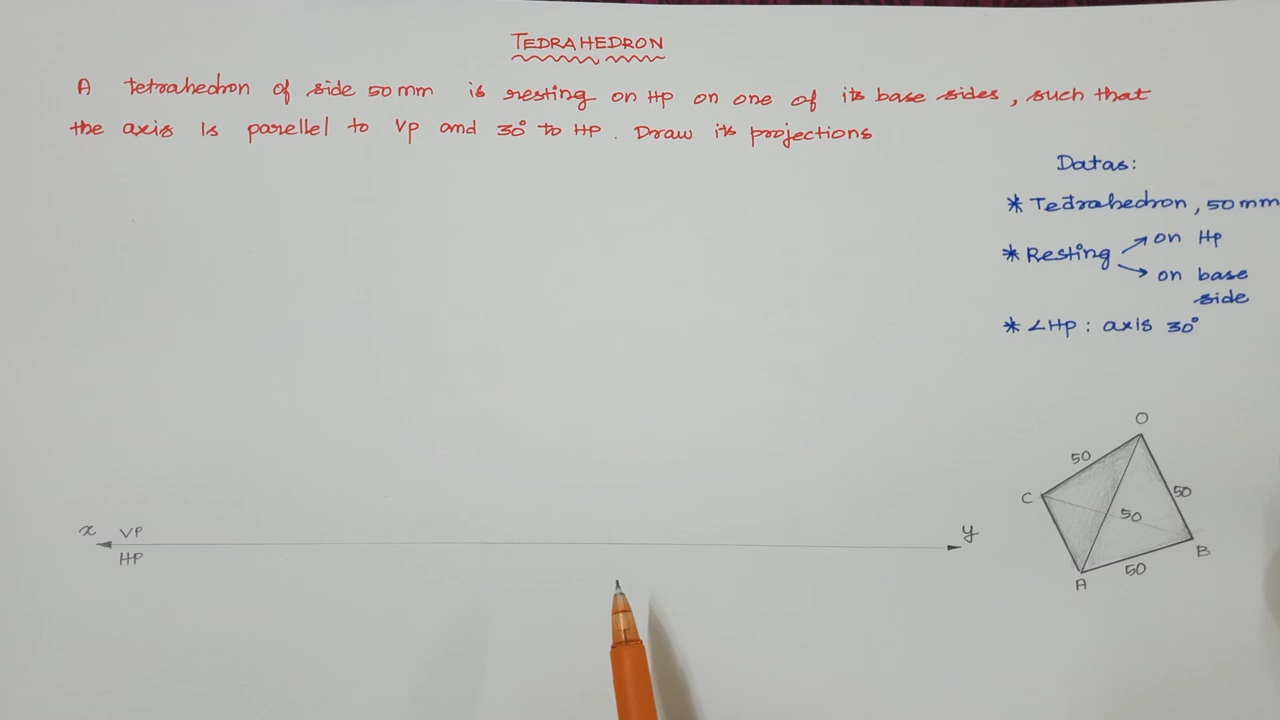 TEDRAHEDRON
A tetrahedron of side 50 mm is resting on HP on one of its base sides, such that
the axis is parellel to VP and 30° to HP. Draw its projections
Datas:
* Tedrahedron, 50 mm
* Resting → on HP
→ on base
side
* ∠HP: axis 30°
O
50
C
50
50
B
50
A
x VP
HP
y